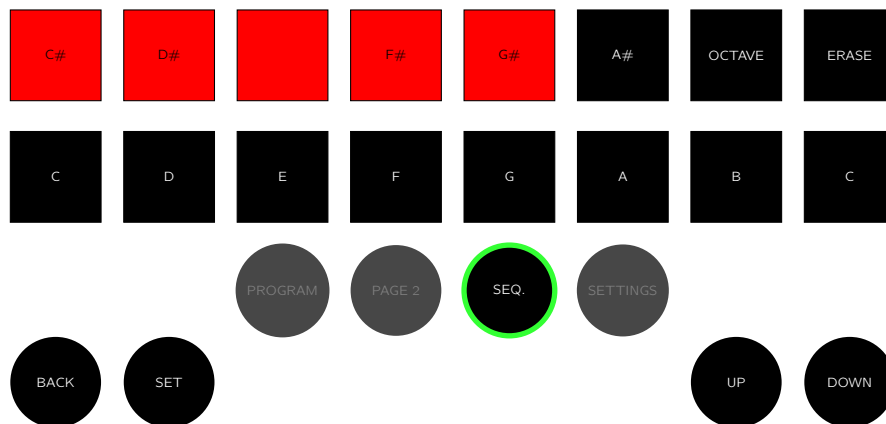 C# D# F# G# A# OCTAVE ERASE
C D E F G A B C
PROGRAM PAGE 2 SEQ. SETTINGS
BACK SET UP DOWN